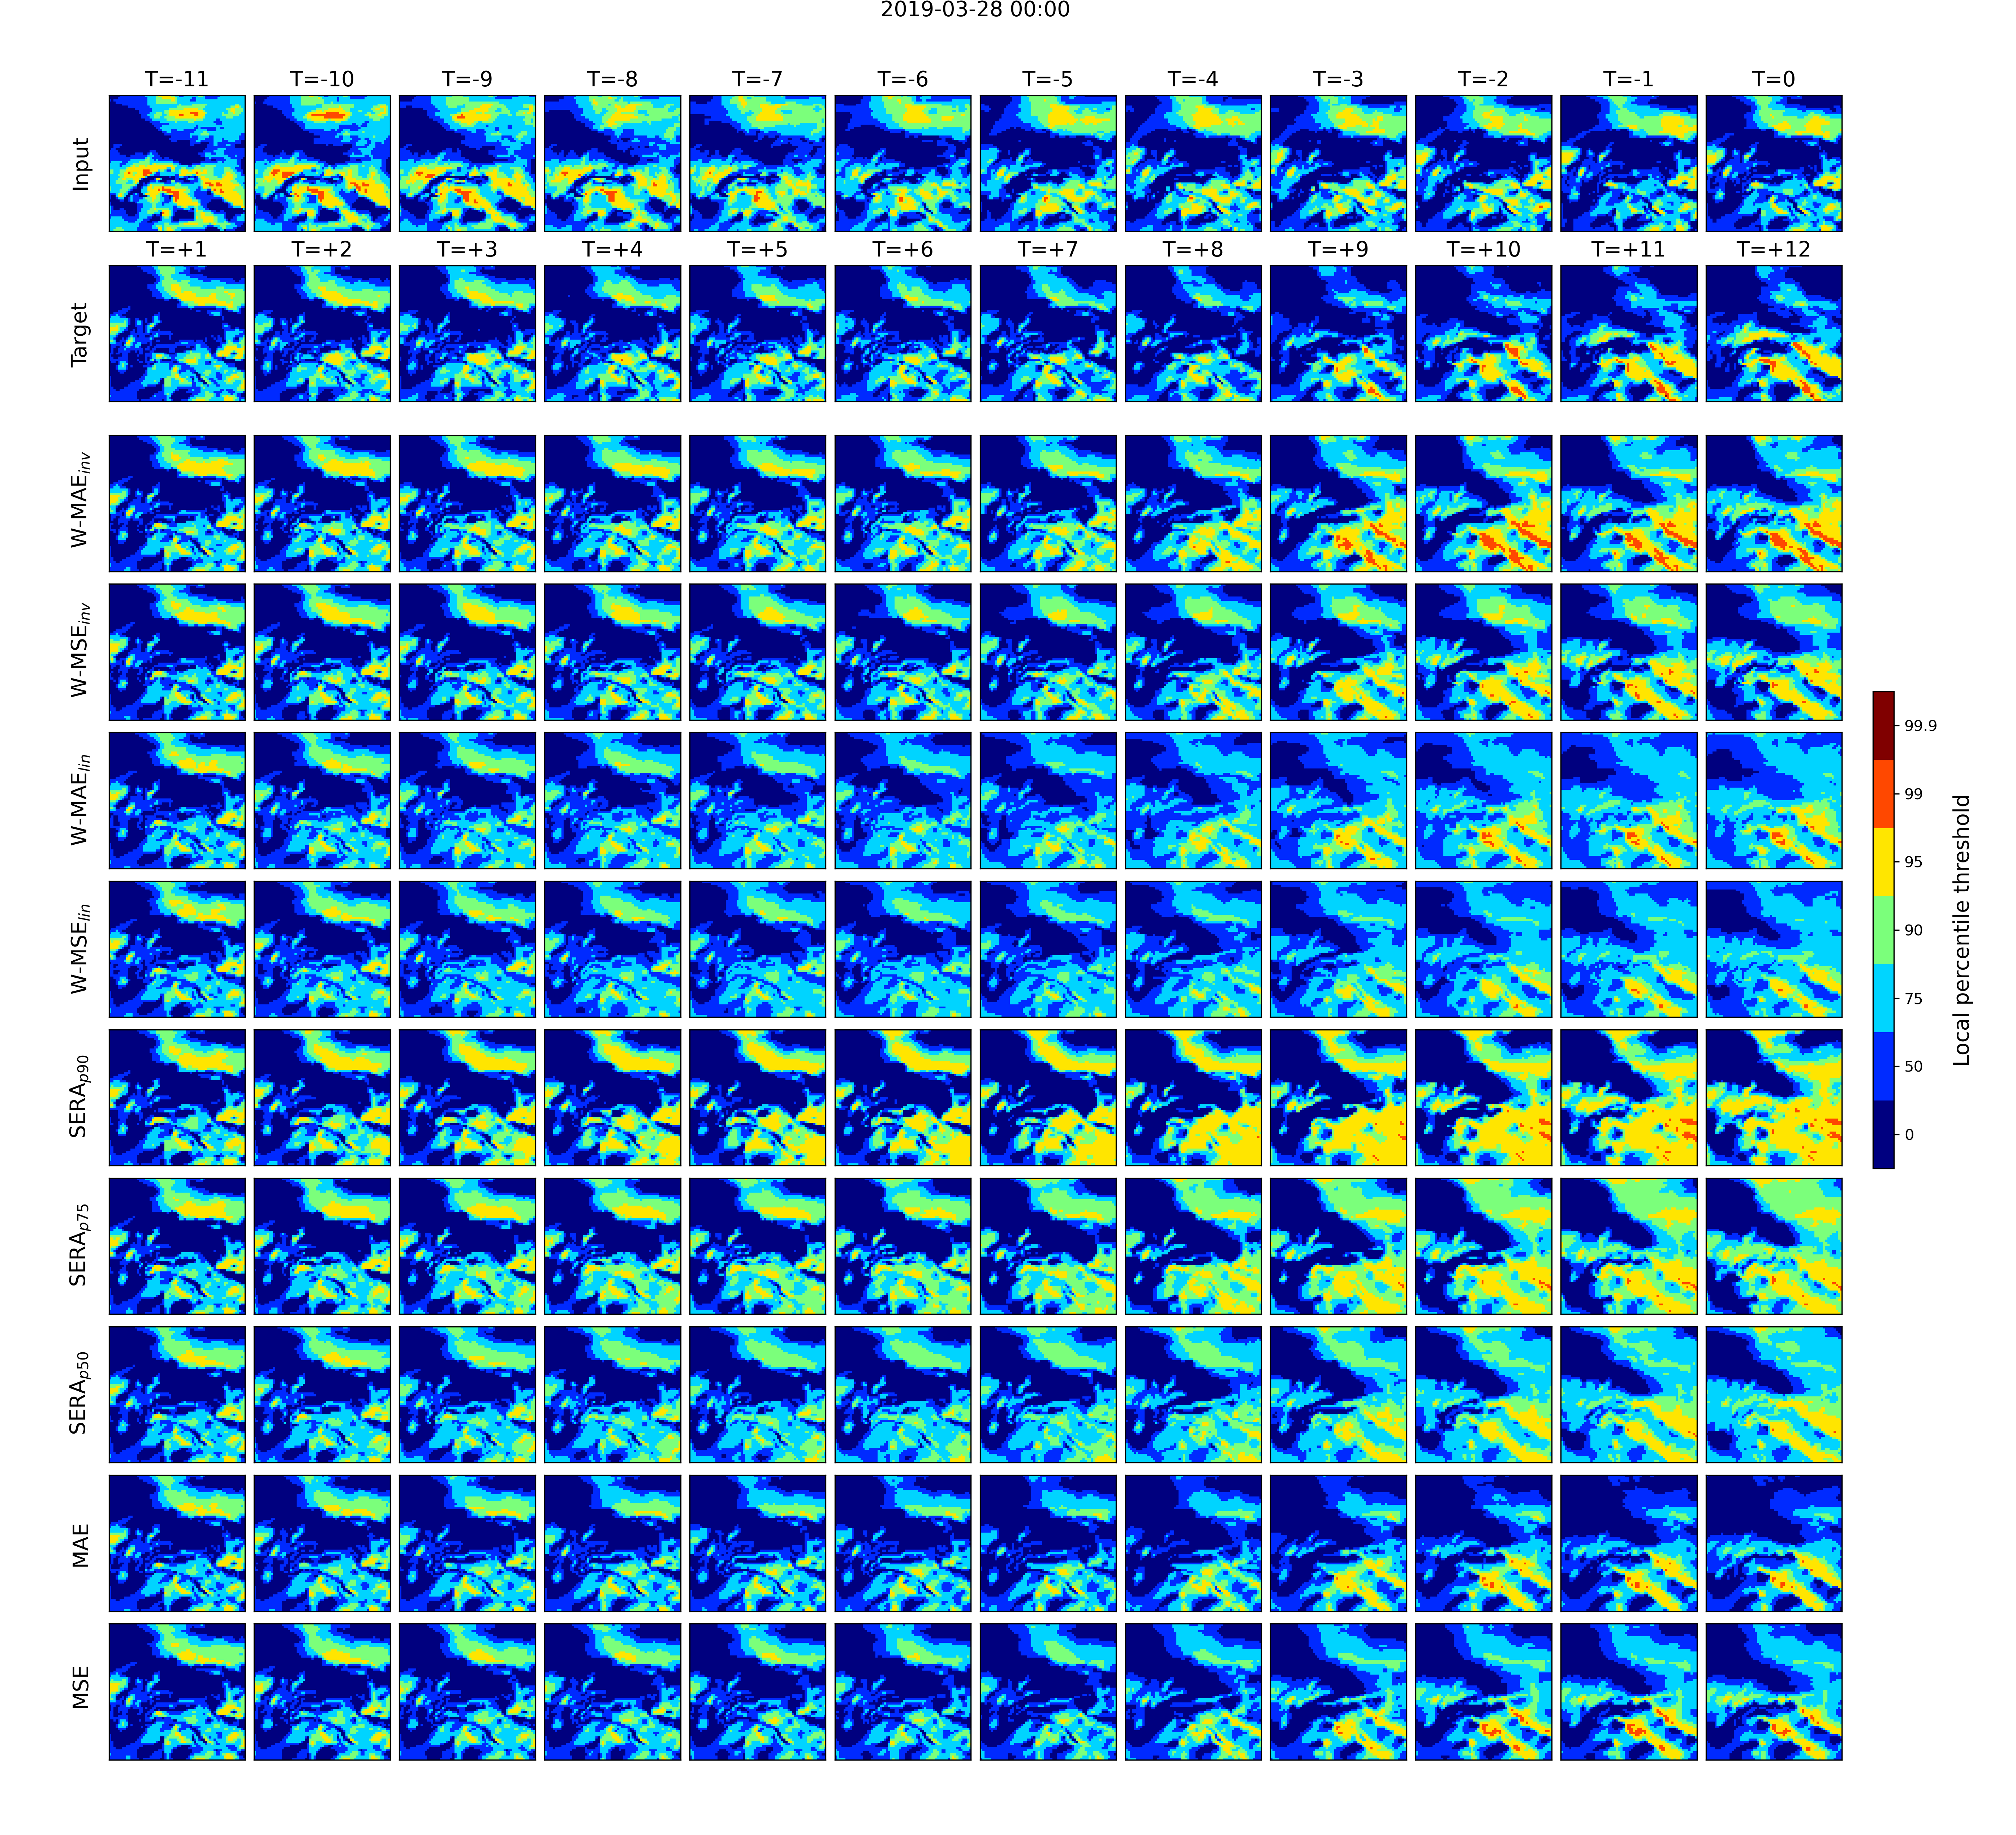 2019-03-28 00:00
T=-11 T=-10 T=-9 T=-8 T=-7 T=-6 T=-5 T=-4 T=-3 T=-2 T=-1 T=0
Input
T=+1 T=+2 T=+3 T=+4 T=+5 T=+6 T=+7 T=+8 T=+9 T=+10 T=+11 T=+12
Target
W-MAEinv
W-MSEinv
W-MAElin
W-MSElin
SERAp90
SERAp75
SERAp50
MAE
MSE
99.9
99
95
90
75
50
0
Local percentile threshold